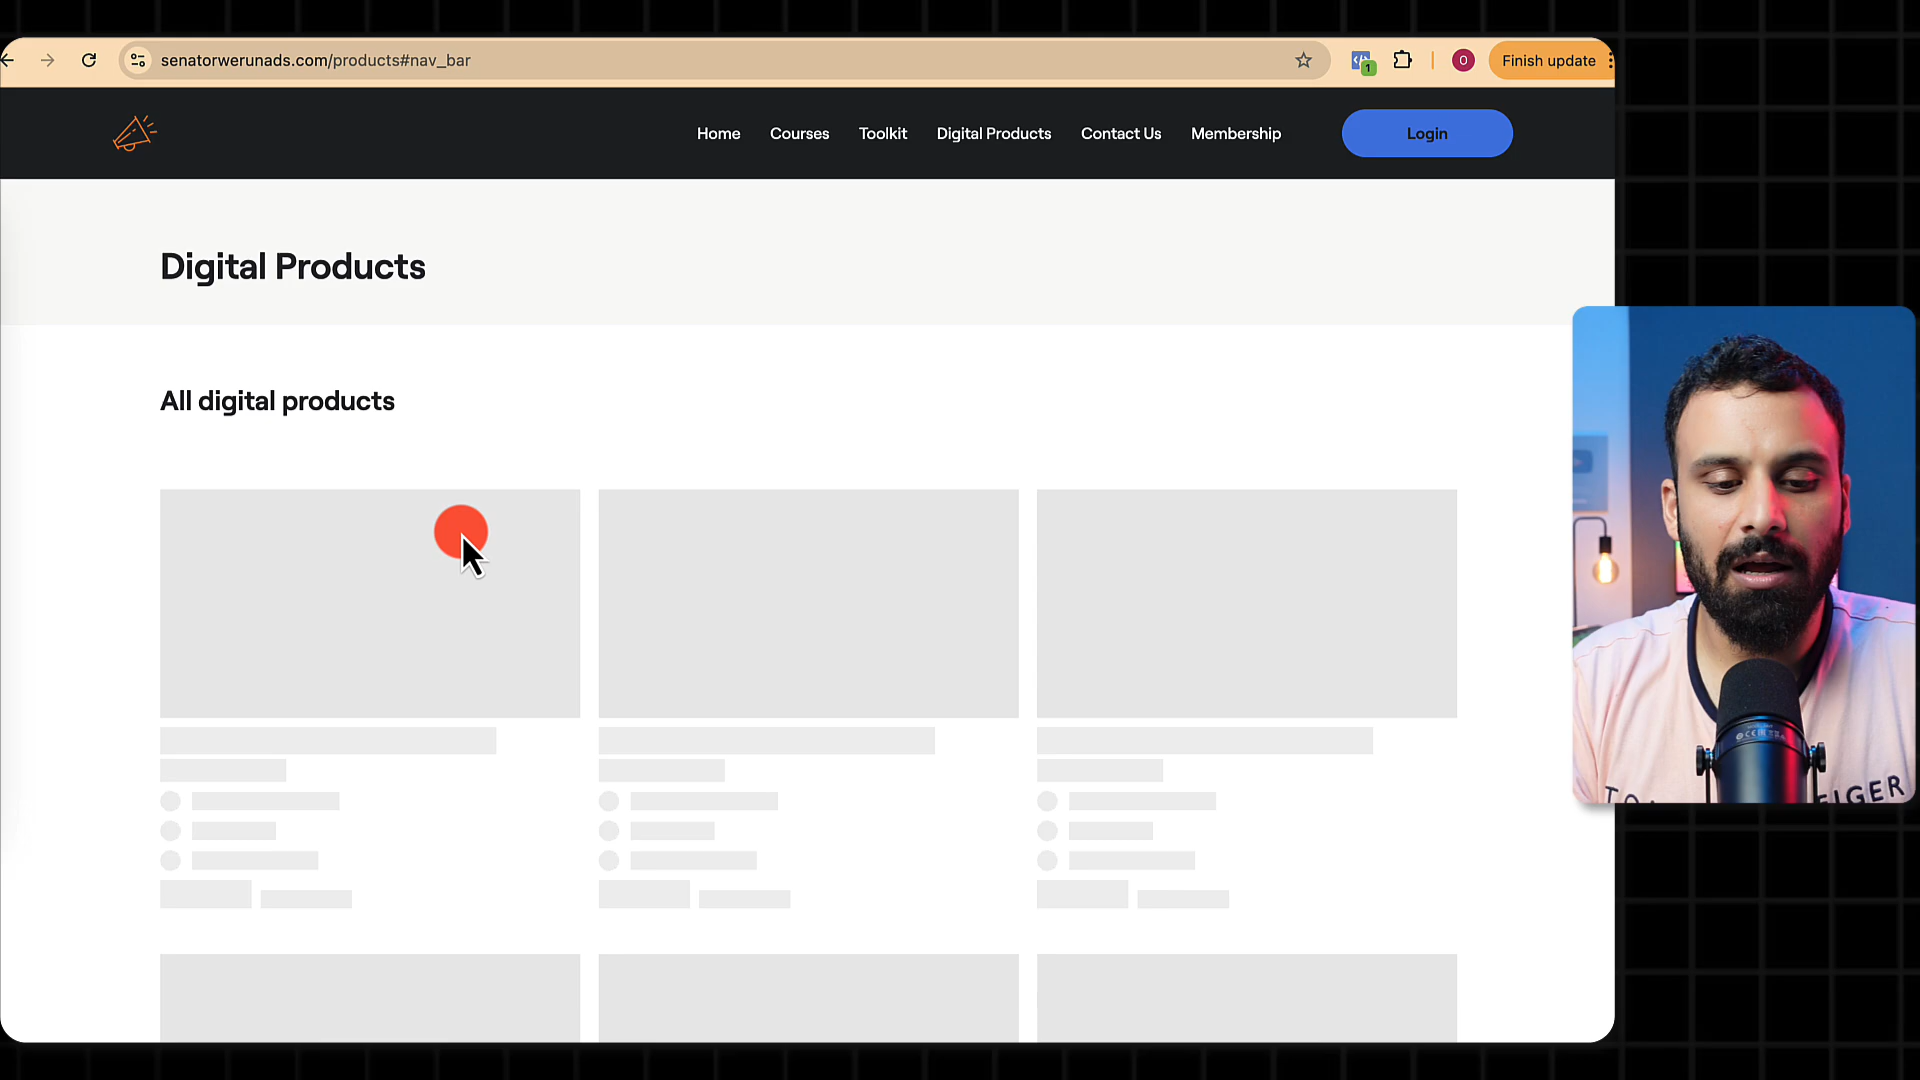 senatorwerunads.com/products#nav_bar
1
O
Finish update
Home
Courses
Toolkit
Digital Products
Contact Us
Membership
Login
Digital Products
All digital products